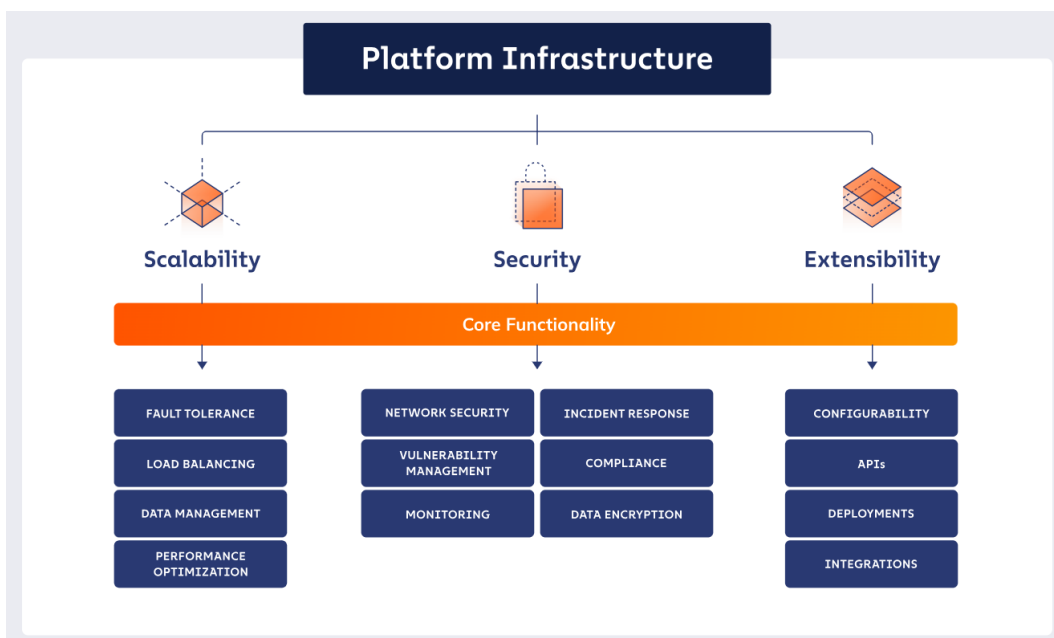 Platform Infrastructure
Scalability
Security
Extensibility
Core Functionality
FAULT TOLERANCE
LOAD BALANCING
DATA MANAGEMENT
PERFORMANCE
OPTIMIZATION
NETWORK SECURITY
INCIDENT RESPONSE
VULNERABILITY
MANAGEMENT
COMPLIANCE
MONITORING
DATA ENCRYPTION
CONFIGURABILITY
APIs
DEPLOYMENTS
INTEGRATIONS